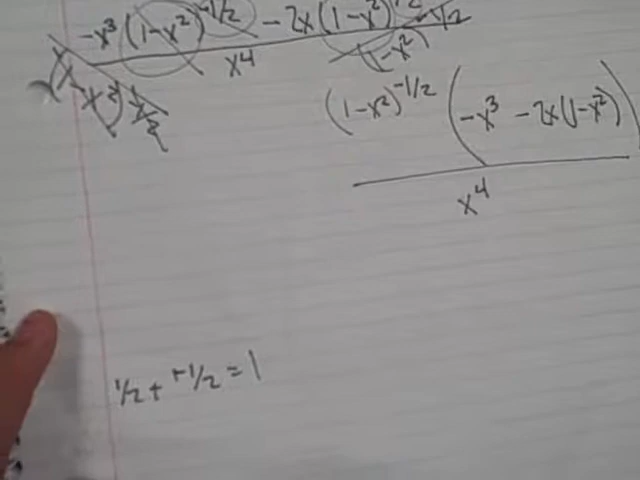 -x³(1-x²)^-1/2 - 2x(1-x²)^1/2
x⁴
(1-x²)^-1/2 (-x³ - 2x(1-x²))
x⁴
1/2 + -1/2 = 1